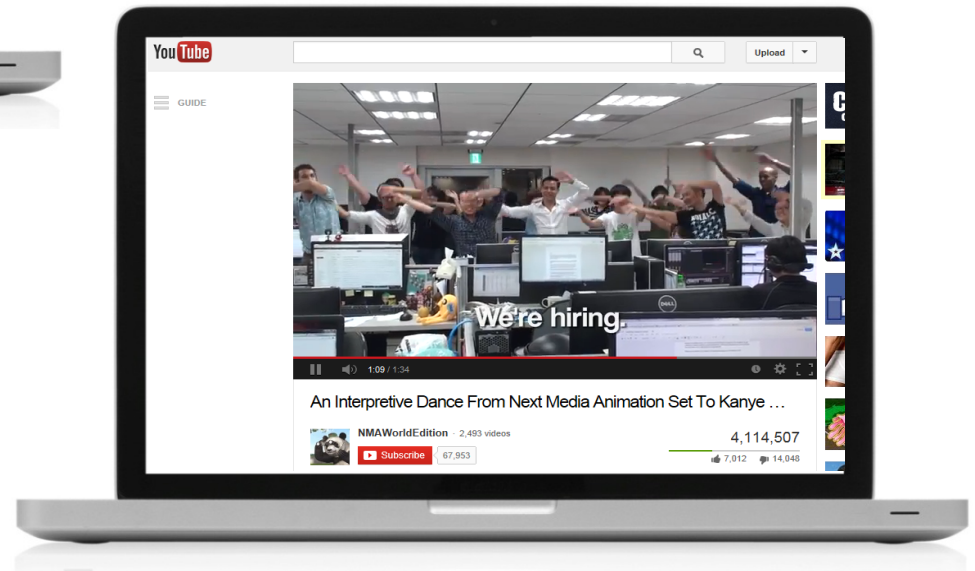 YouTube
Upload
GUIDE
DELL
We're hiring.
1:09 / 1:34
An Interpretive Dance From Next Media Animation Set To Kanye …
NMAWorldEdition · 2,493 videos
Subscribe 67,953
4,114,507
7,012 14,048